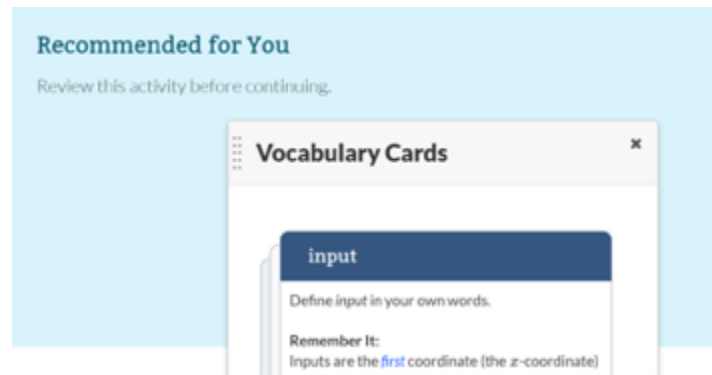 Recommended for You
Review this activity before continuing.
Vocabulary Cards
input
Define input in your own words.
Remember It:
Inputs are the first coordinate (the x-coordinate)